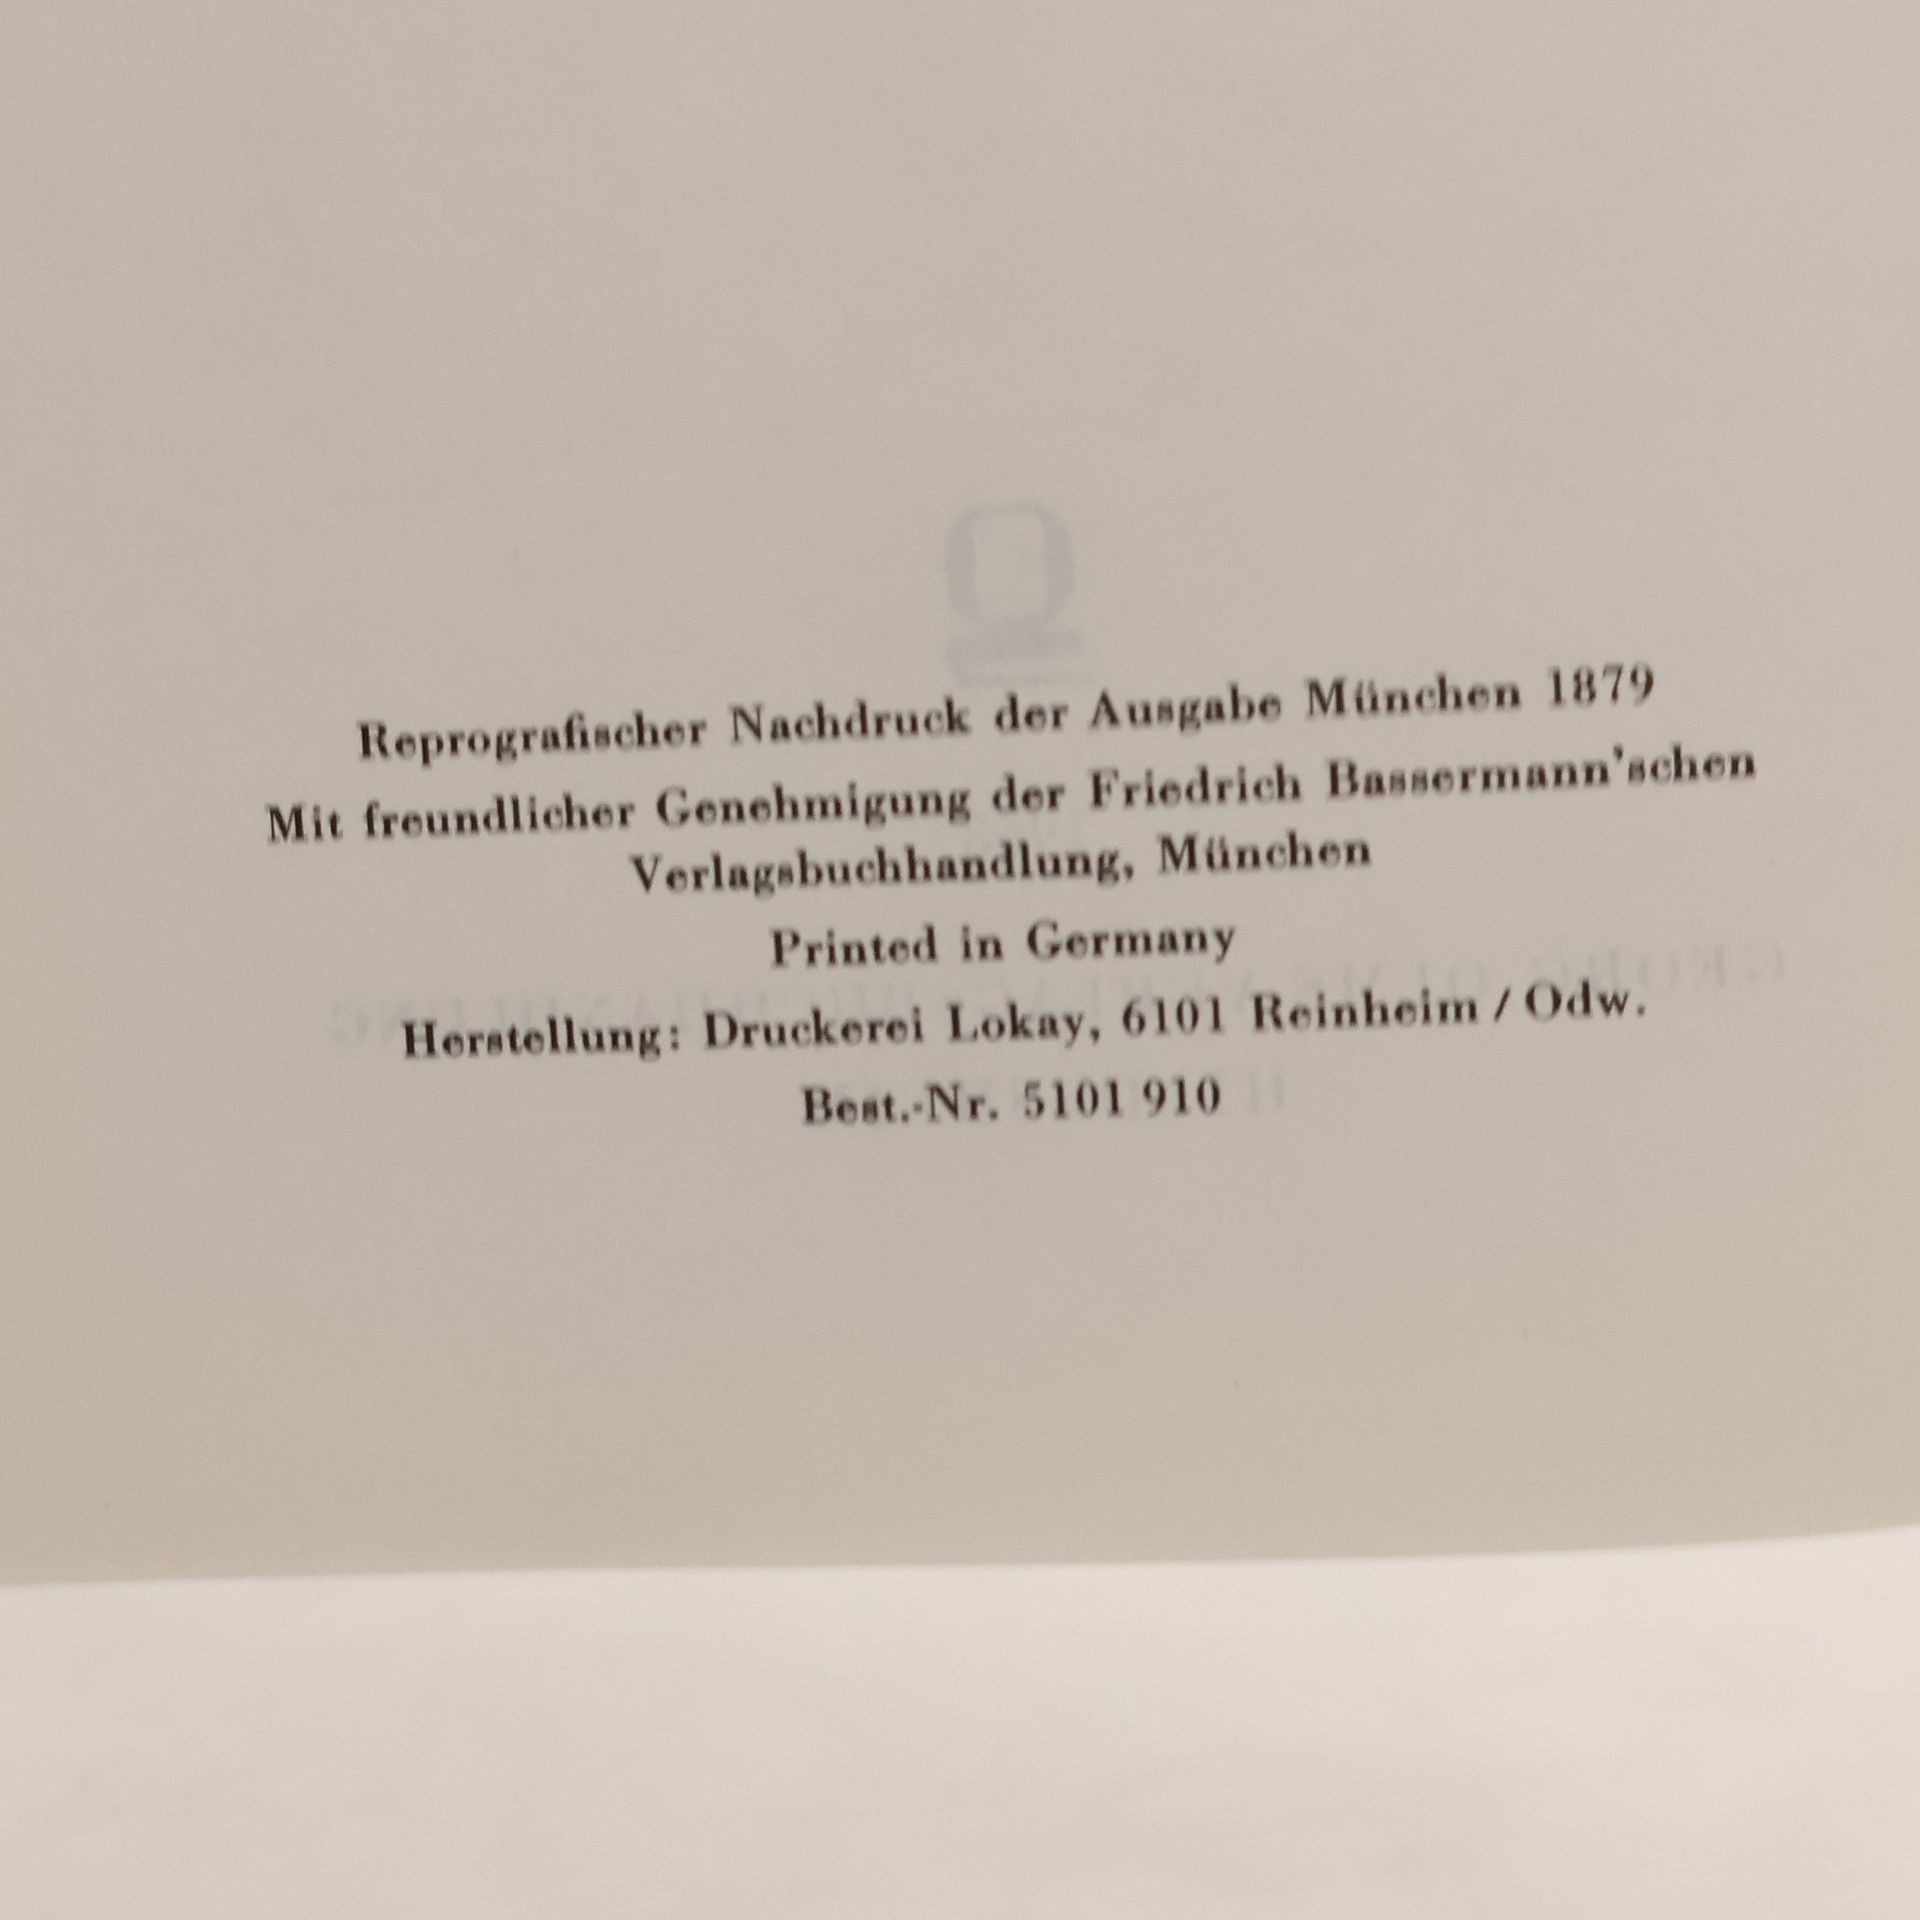 Reprografischer Nachdruck der Ausgabe München 1879
Mit freundlicher Genehmigung der Friedrich Bassermann'schen
Verlagsbuchhandlung, München
Printed in Germany
Herstellung: Druckerei Lokay, 6101 Reinheim / Odw.
Best.-Nr. 5101 910